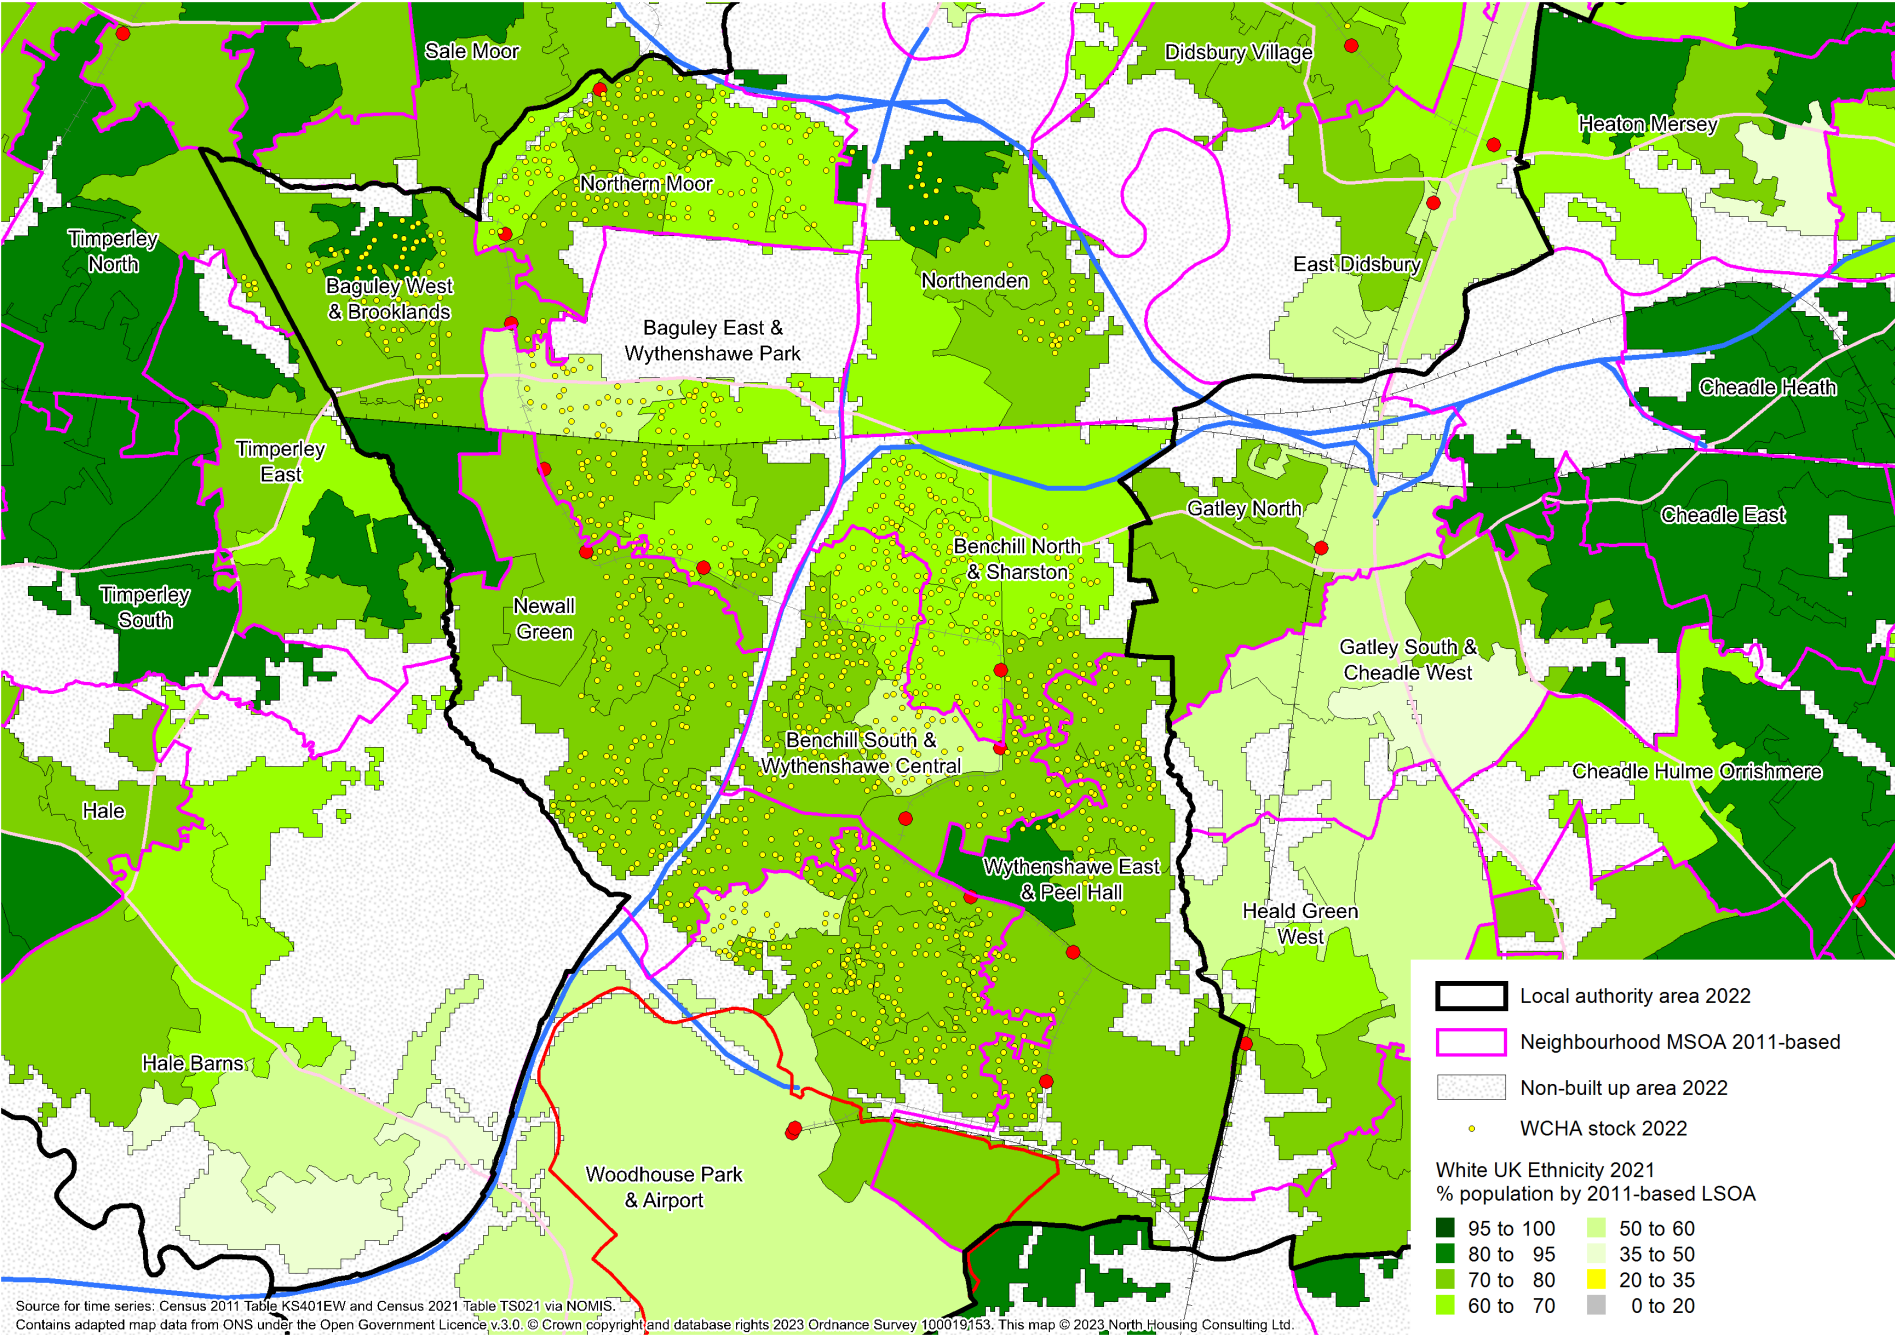 Sale Moor
Didsbury Village
Heaton Mersey
Northern Moor
Timperley
North
East Didsbury
Northenden
Baguley West
& Brooklands
Baguley East &
Wythenshawe Park
Cheadle Heath
Timperley
East
Gatley North
Cheadle East
Benchill North
& Sharston
Timperley
South
Newall
Green
Gatley South &
Cheadle West
Benchill South &
Wythenshawe Central
Cheadle Hulme Orrishmere
Hale
Wythenshawe East
& Peel Hall
Heald Green
West
Hale Barns
Woodhouse Park
& Airport
Local authority area 2022
Neighbourhood MSOA 2011-based
Non-built up area 2022
WCHA stock 2022
White UK Ethnicity 2021
% population by 2011-based LSOA
95 to 100 50 to 60
80 to 95 35 to 50
70 to 80 20 to 35
60 to 70 0 to 20
Source for time series: Census 2011 Table KS401EW and Census 2021 Table TS021 via NOMIS.
Contains adapted map data from ONS under the Open Government Licence v.3.0. © Crown copyright and database rights 2023 Ordnance Survey 100019153. This map © 2023 North Housing Consulting Ltd.